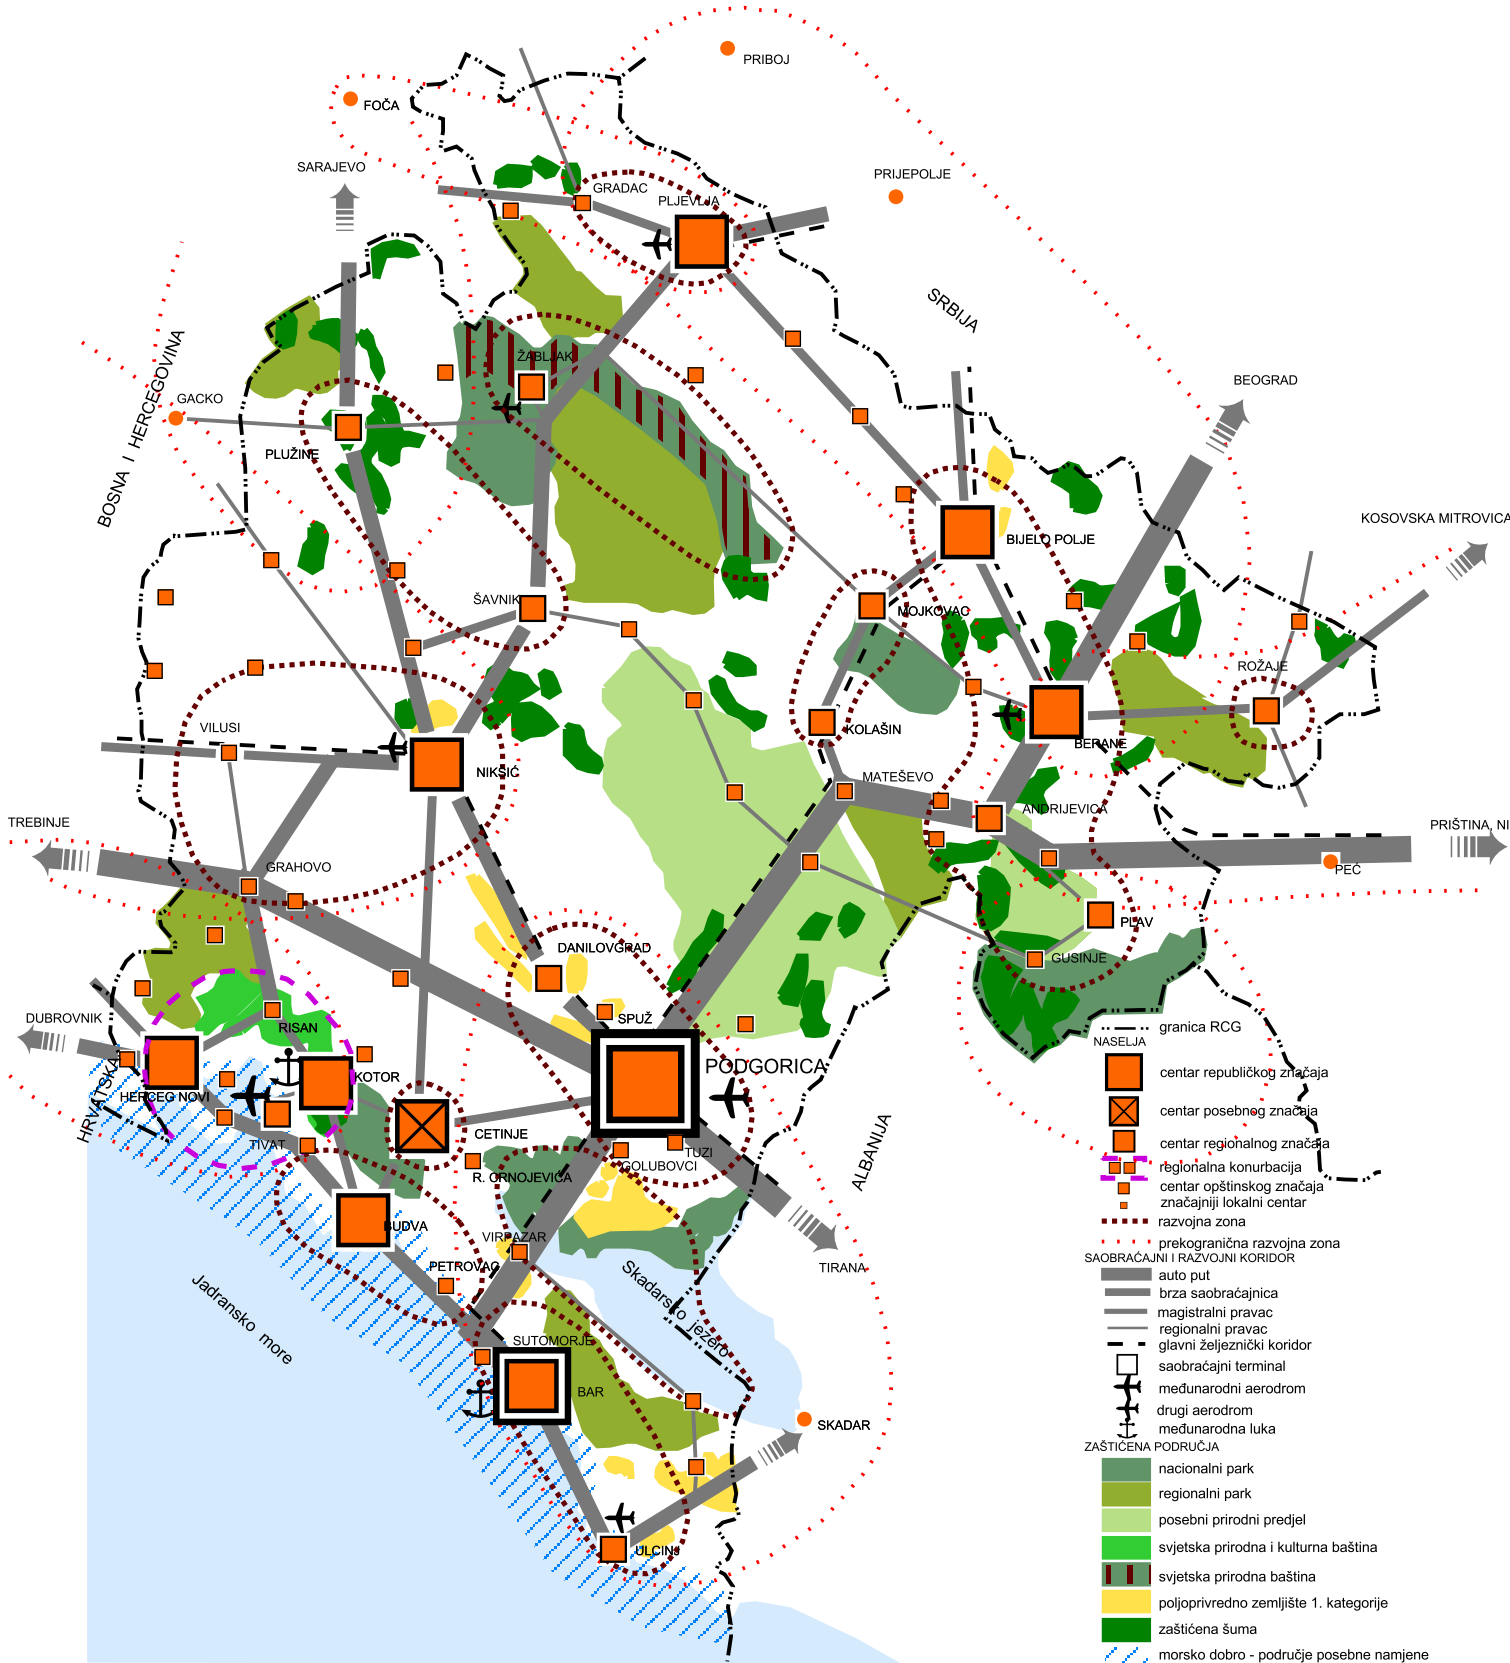 PRIBOJ
FOČA
SARAJEVO
PRIJEPOLJE
GRADAC
PLJEVLJA
SRBIJA
BOSNA I HERCEGOVINA
ŽABLJAK
BEOGRAD
GACKO
PLUŽINE
KOSOVSKA MITROVICA
BIJELO POLJE
ŠAVNIK
MOJKOVAC
ROŽAJE
VILUSI
KOLAŠIN
BERANE
NIKŠIĆ
MATEŠEVO
ANDRIJEVICA
TREBINJE
PRIŠTINA, NI
GRAHOVO
PEĆ
PLAV
DANILOVGRAD
GUSINJE
DUBROVNIK
RISAN
SPUŽ
PODGORICA
KOTOR
HERCEG NOVI
HRVATSKA
TIVAT
CETINJE
TUZI
GOLUBOVCI
R. CRNOJEVIĆA
ALBANIJA
BUDVA
VIRPAZAR
PETROVAC
TIRANA
Skadarsko jezero
Jadransko more
SUTOMORJE
BAR
SKADAR
ULCINJ
granica RCG
NASELJA
centar republičkog značaja
centar posebnog značaja
centar regionalnog značaja
regionalna konurbacija
centar opštinskog značaja
značajniji lokalni centar
razvojna zona
prekogranična razvojna zona
SAOBRAĆAJNI I RAZVOJNI KORIDOR
auto put
brza saobraćajnica
magistralni pravac
regionalni pravac
glavni željeznički koridor
saobraćajni terminal
međunarodni aerodrom
drugi aerodrom
međunarodna luka
ZAŠTIĆENA PODRUČJA
nacionalni park
regionalni park
posebni prirodni predjel
svjetska prirodna i kulturna baština
svjetska prirodna baština
poljoprivredno zemljište 1. kategorije
zaštićena šuma
morsko dobro - područje posebne namjene